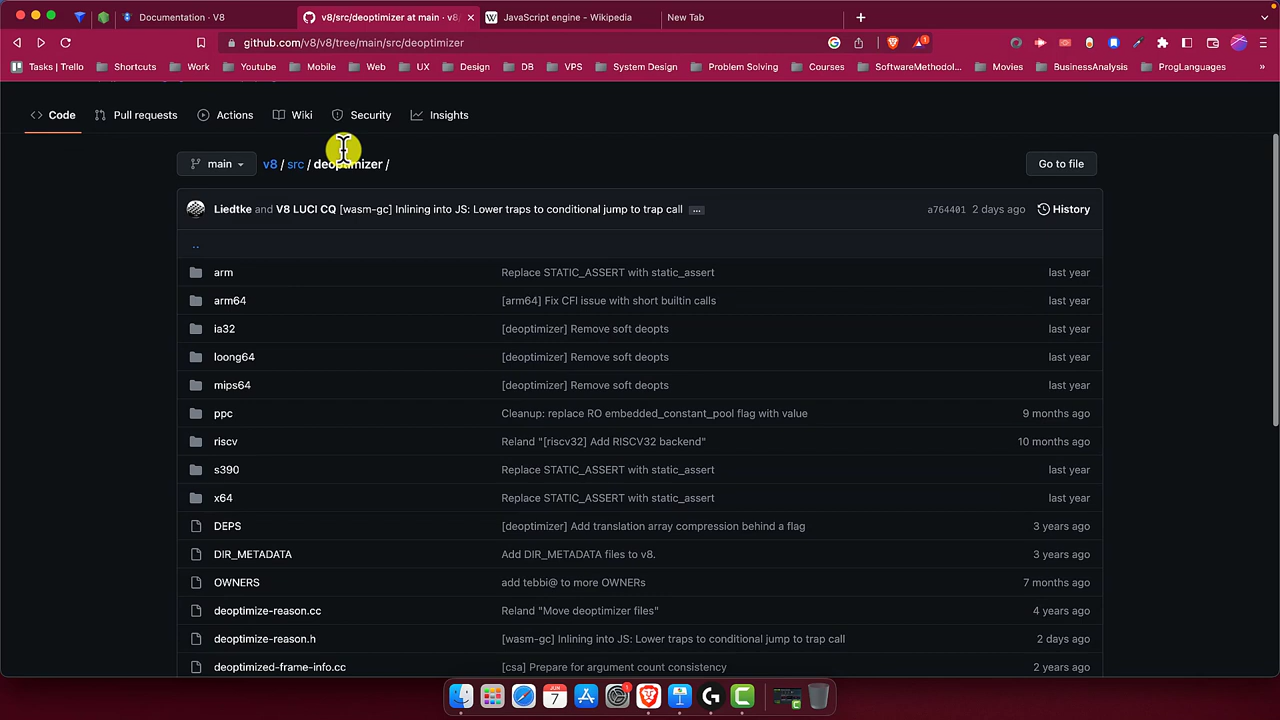 Documentation · V8
v8/src/deoptimizer at main · v8/
JavaScript engine - Wikipedia
New Tab
github.com/v8/v8/tree/main/src/deoptimizer
Tasks | Trello
Shortcuts
Work
Youtube
Mobile
Web
UX
Design
DB
VPS
System Design
Problem Solving
Courses
SoftwareMethodol...
Movies
BusinessAnalysis
ProgLanguages
Code
Pull requests
Actions
Wiki
Security
Insights
main
v8 / src / deoptimizer /
Go to file
Liedtke and V8 LUCI CQ [wasm-gc] Inlining into JS: Lower traps to conditional jump to trap call ... a764401 2 days ago History
..
arm Replace STATIC_ASSERT with static_assert last year
arm64 [arm64] Fix CFI issue with short builtin calls last year
ia32 [deoptimizer] Remove soft deopts last year
loong64 [deoptimizer] Remove soft deopts last year
mips64 [deoptimizer] Remove soft deopts last year
ppc Cleanup: replace RO embedded_constant_pool flag with value 9 months ago
riscv Reland "[riscv32] Add RISCV32 backend" 10 months ago
s390 Replace STATIC_ASSERT with static_assert last year
x64 Replace STATIC_ASSERT with static_assert last year
DEPS [deoptimizer] Add translation array compression behind a flag 3 years ago
DIR_METADATA Add DIR_METADATA files to v8. 3 years ago
OWNERS add tebbi@ to more OWNERs 7 months ago
deoptimize-reason.cc Reland "Move deoptimizer files" 4 years ago
deoptimize-reason.h [wasm-gc] Inlining into JS: Lower traps to conditional jump to trap call 2 days ago
deoptimized-frame-info.cc [csa] Prepare for argument count consistency 2 years ago
JUN
7